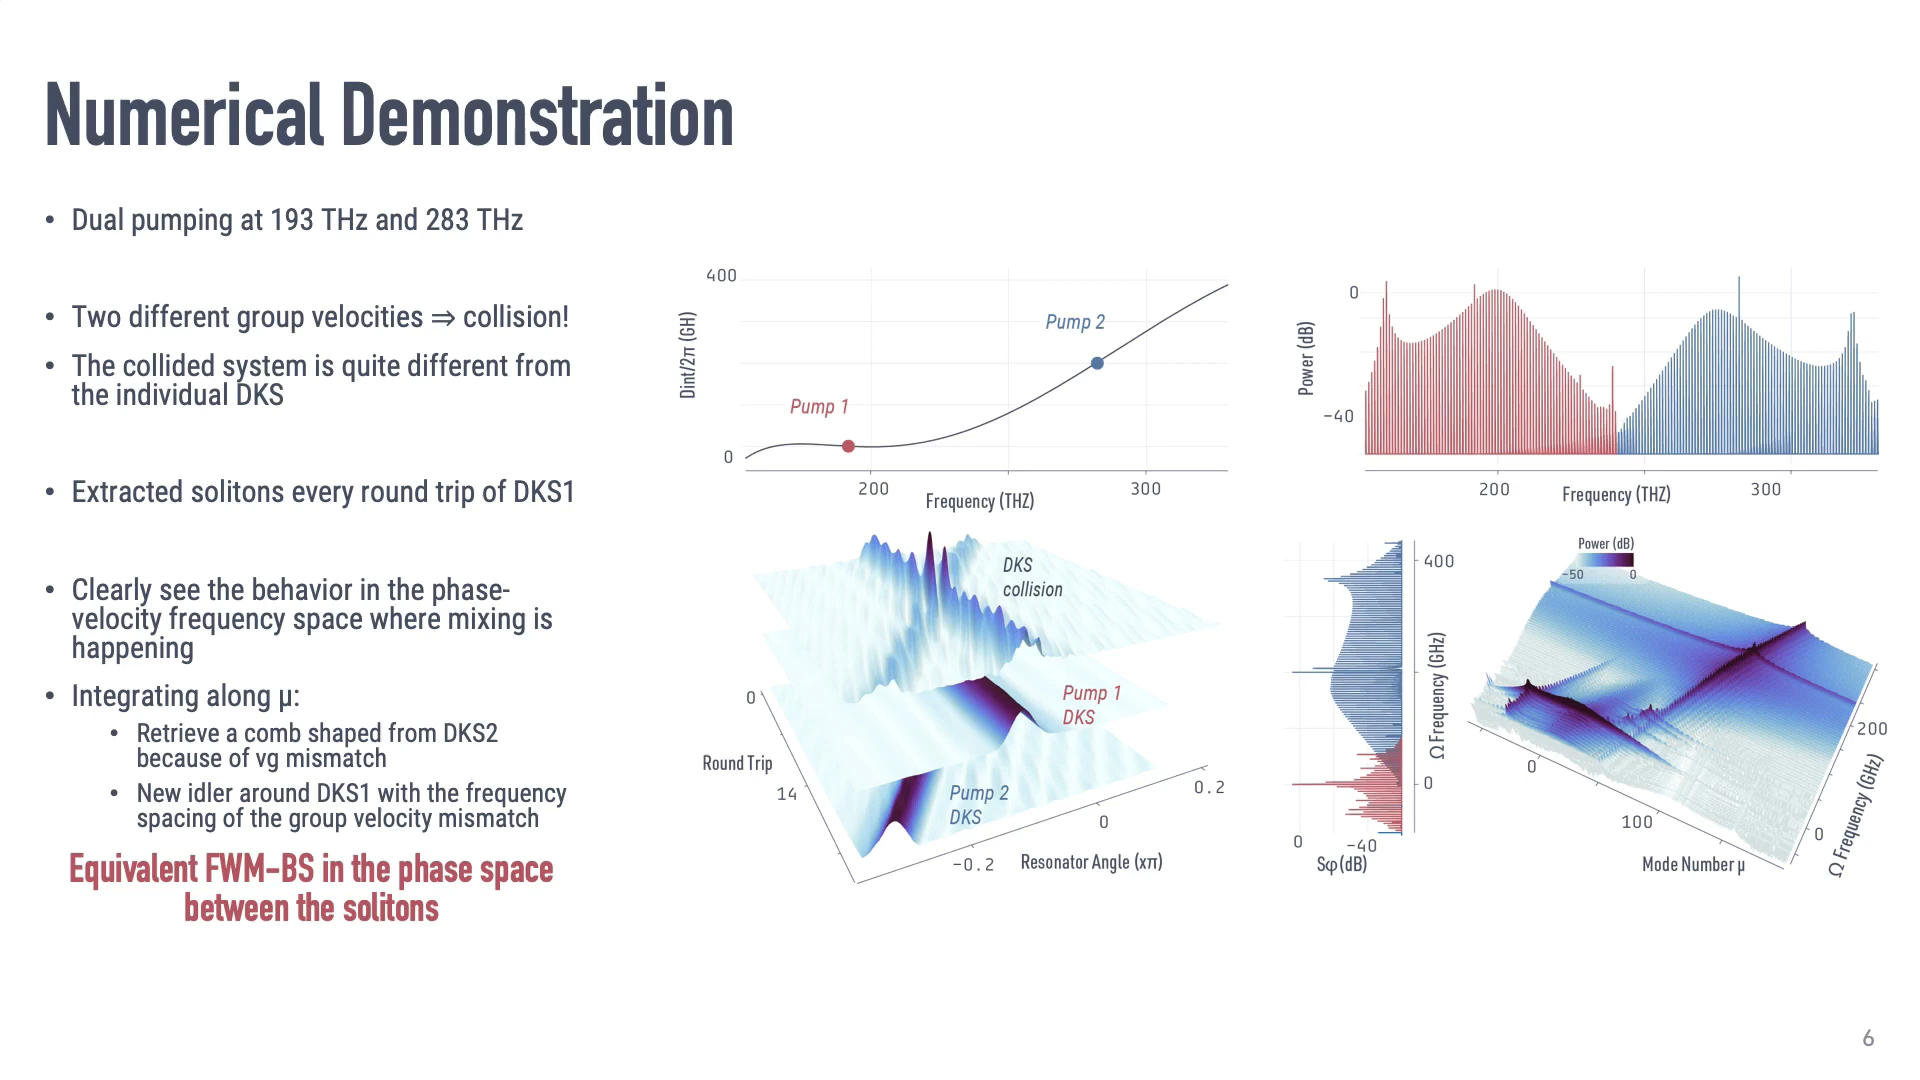 Numerical Demonstration
• Dual pumping at 193 THz and 283 THz
• Two different group velocities ⇒ collision!
• The collided system is quite different from
the individual DKS
• Extracted solitons every round trip of DKS1
• Clearly see the behavior in the phase-
velocity frequency space where mixing is
happening
• Integrating along μ:
• Retrieve a comb shaped from DKS2
because of vg mismatch
• New idler around DKS1 with the frequency
spacing of the group velocity mismatch
Equivalent FWM-BS in the phase space
between the solitons
400
Dint/2π (GH)
0
Pump 1
Pump 2
200
300
Frequency (THZ)
0
Power (dB)
−40
200
300
Frequency (THZ)
DKS
collision
Pump 1
DKS
Pump 2
DKS
0
Round Trip
14
−0.2
0
0.2
Resonator Angle (xπ)
400
Ω Frequency (GHz)
0
0
−40
Sφ(dB)
Power (dB)
−50
0
0
100
Mode Number μ
200
0
Ω Frequency (GHz)
6